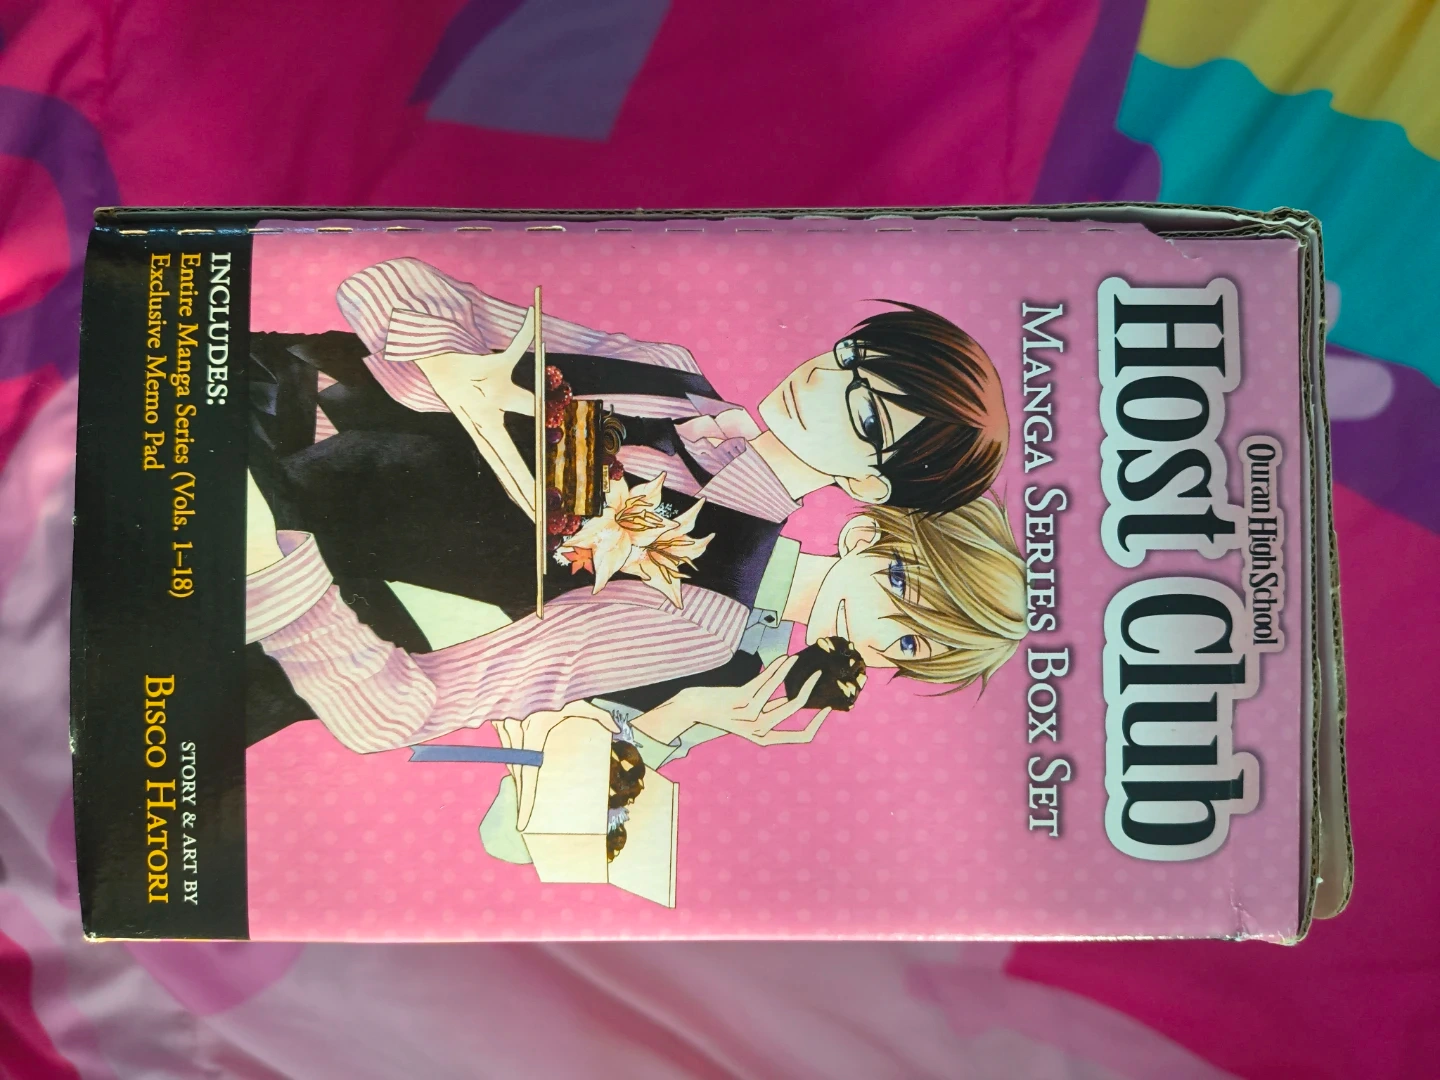 Ouran High School
Host Club
Manga Series Box Set
INCLUDES:
Entire Manga Series (Vols. 1–18)
Exclusive Memo Pad
STORY & ART BY
BISCO HATORI